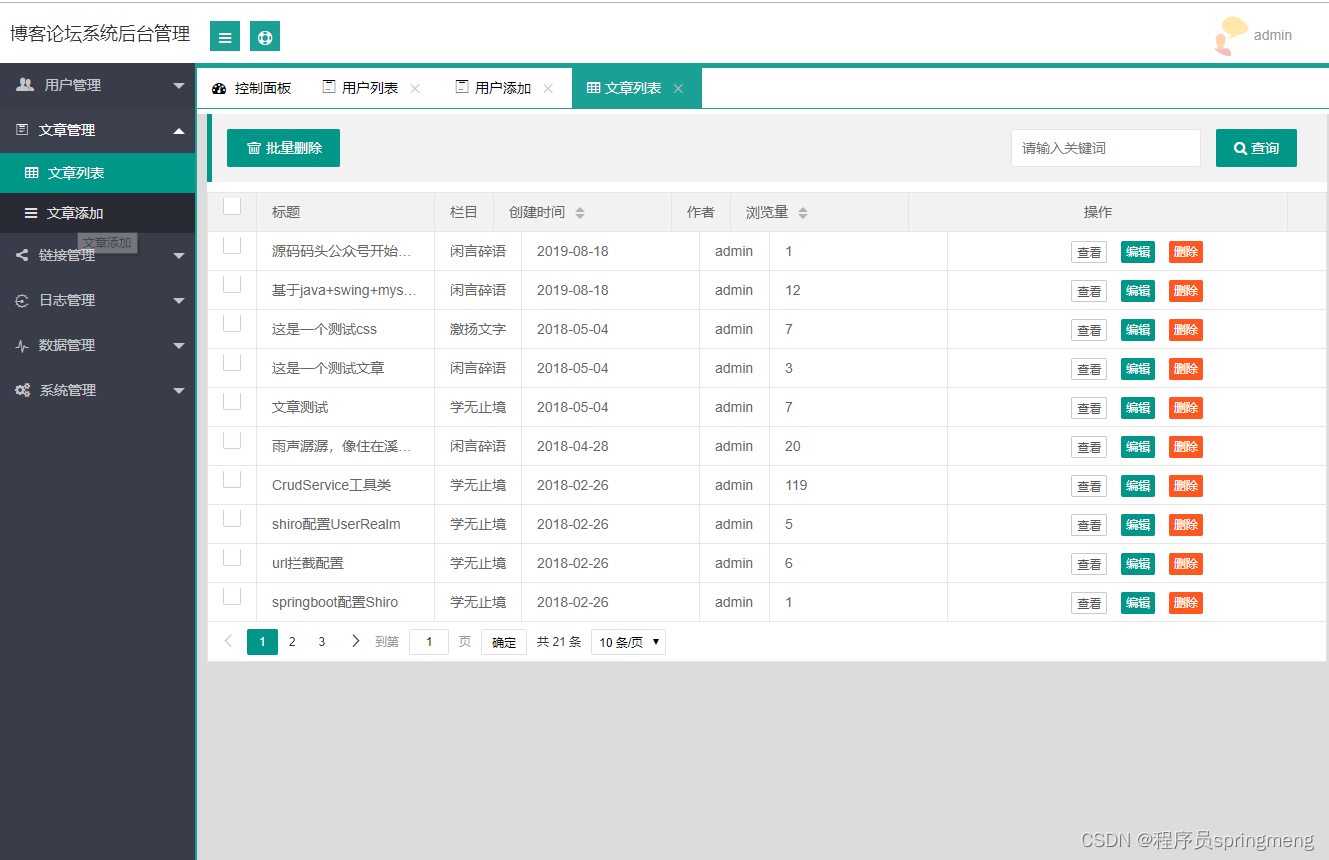 博客论坛系统后台管理
admin
用户管理
文章管理
文章列表
文章添加
文章添加
链接管理
日志管理
数据管理
系统管理
控制面板 用户列表 用户添加 文章列表
批量删除 请输入关键词 查询
标题 栏目 创建时间 作者 浏览量 操作
源码码头公众号开始... 闲言碎语 2019-08-18 admin 1 查看 编辑 删除
基于java+swing+mys... 闲言碎语 2019-08-18 admin 12 查看 编辑 删除
这是一个测试css 激扬文字 2018-05-04 admin 7 查看 编辑 删除
这是一个测试文章 闲言碎语 2018-05-04 admin 3 查看 编辑 删除
文章测试 学无止境 2018-05-04 admin 7 查看 编辑 删除
雨声潺潺，像住在溪... 闲言碎语 2018-04-28 admin 20 查看 编辑 删除
CrudService工具类 学无止境 2018-02-26 admin 119 查看 编辑 删除
shiro配置UserRealm 学无止境 2018-02-26 admin 5 查看 编辑 删除
url拦截配置 学无止境 2018-02-26 admin 6 查看 编辑 删除
springboot配置Shiro 学无止境 2018-02-26 admin 1 查看 编辑 删除
1 2 3 到第 1 页 确定 共 21 条 10 条/页
CSDN @程序员springmeng